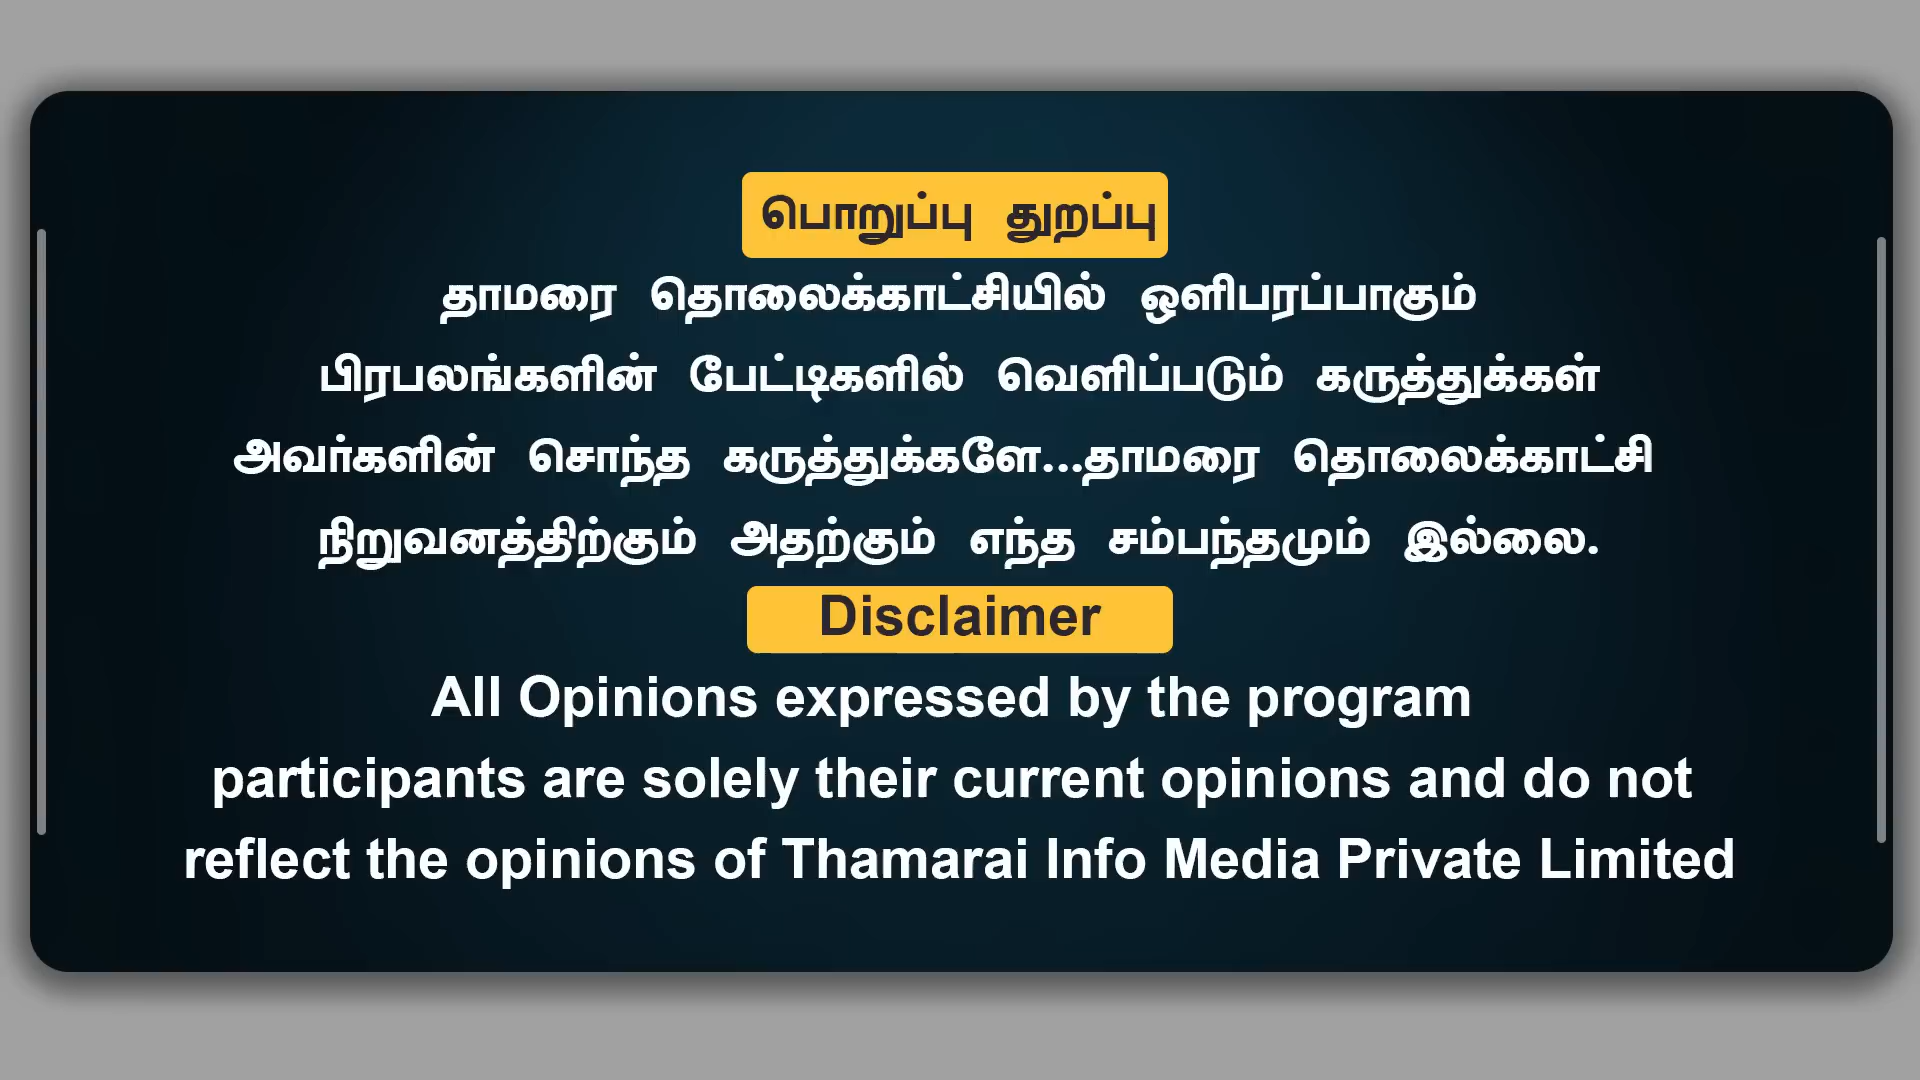 பொறுப்பு துறப்பு
தாமரை தொலைக்காட்சியில் ஒளிபரப்பாகும்
பிரபலங்களின் பேட்டிகளில் வெளிப்படும் கருத்துக்கள்
அவர்களின் சொந்த கருத்துக்களே...தாமரை தொலைக்காட்சி
நிறுவனத்திற்கும் அதற்கும் எந்த சம்பந்தமும் இல்லை.
Disclaimer
All Opinions expressed by the program
participants are solely their current opinions and do not
reflect the opinions of Thamarai Info Media Private Limited